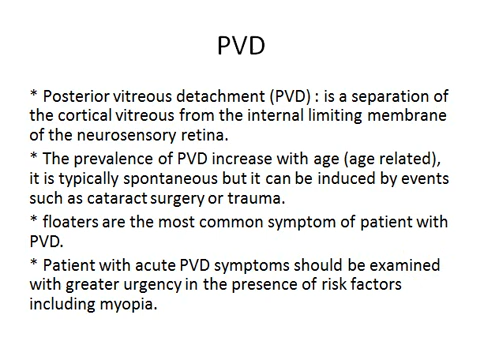 PVD
* Posterior vitreous detachment (PVD) : is a separation of
the cortical vitreous from the internal limiting membrane
of the neurosensory retina.
* The prevalence of PVD increase with age (age related),
it is typically spontaneous but it can be induced by events
such as cataract surgery or trauma.
* floaters are the most common symptom of patient with
PVD.
* Patient with acute PVD symptoms should be examined
with greater urgency in the presence of risk factors
including myopia.